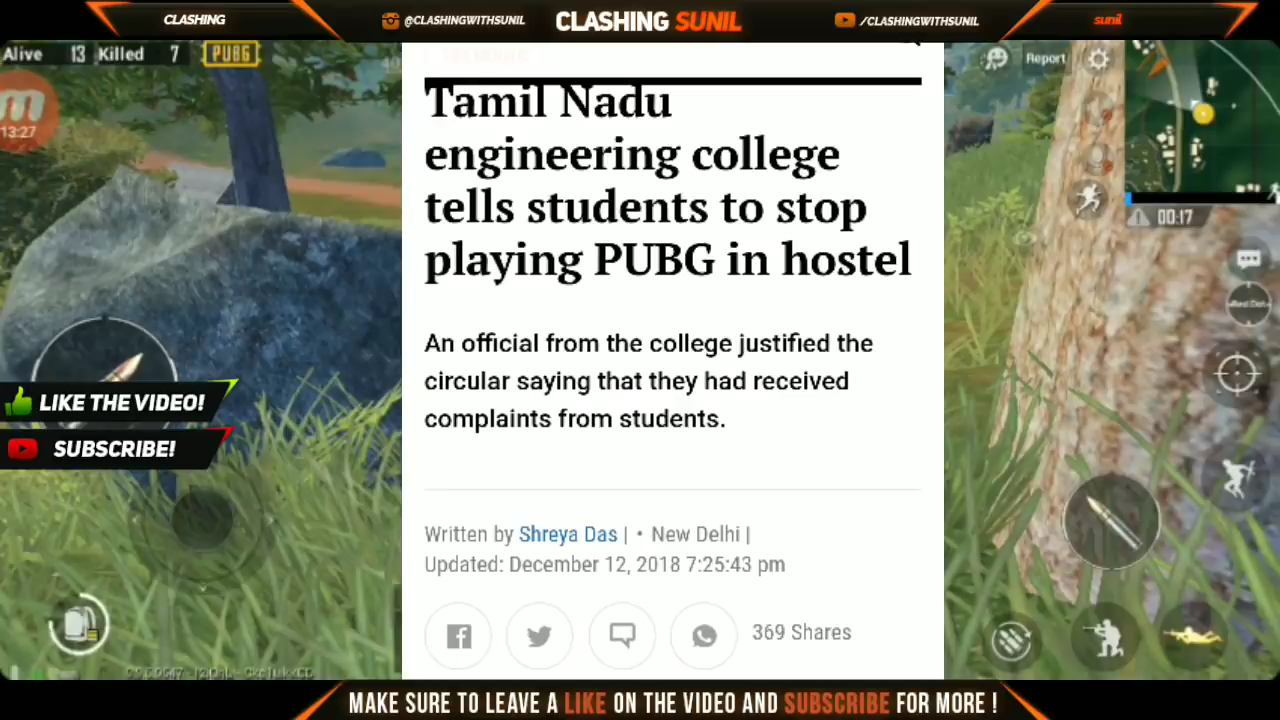 CLASHING
@CLASHINGWITHSUNIL
CLASHING SUNIL
/CLASHINGWITHSUNIL
sunil
Alive 13 Killed 7 PUBG
13:27
Report
00:17
Tamil Nadu
engineering college
tells students to stop
playing PUBG in hostel
An official from the college justified the
circular saying that they had received
complaints from students.
LIKE THE VIDEO!
SUBSCRIBE!
Written by Shreya Das | • New Delhi |
Updated: December 12, 2018 7:25:43 pm
369 Shares
MAKE SURE TO LEAVE A LIKE ON THE VIDEO AND SUBSCRIBE FOR MORE !